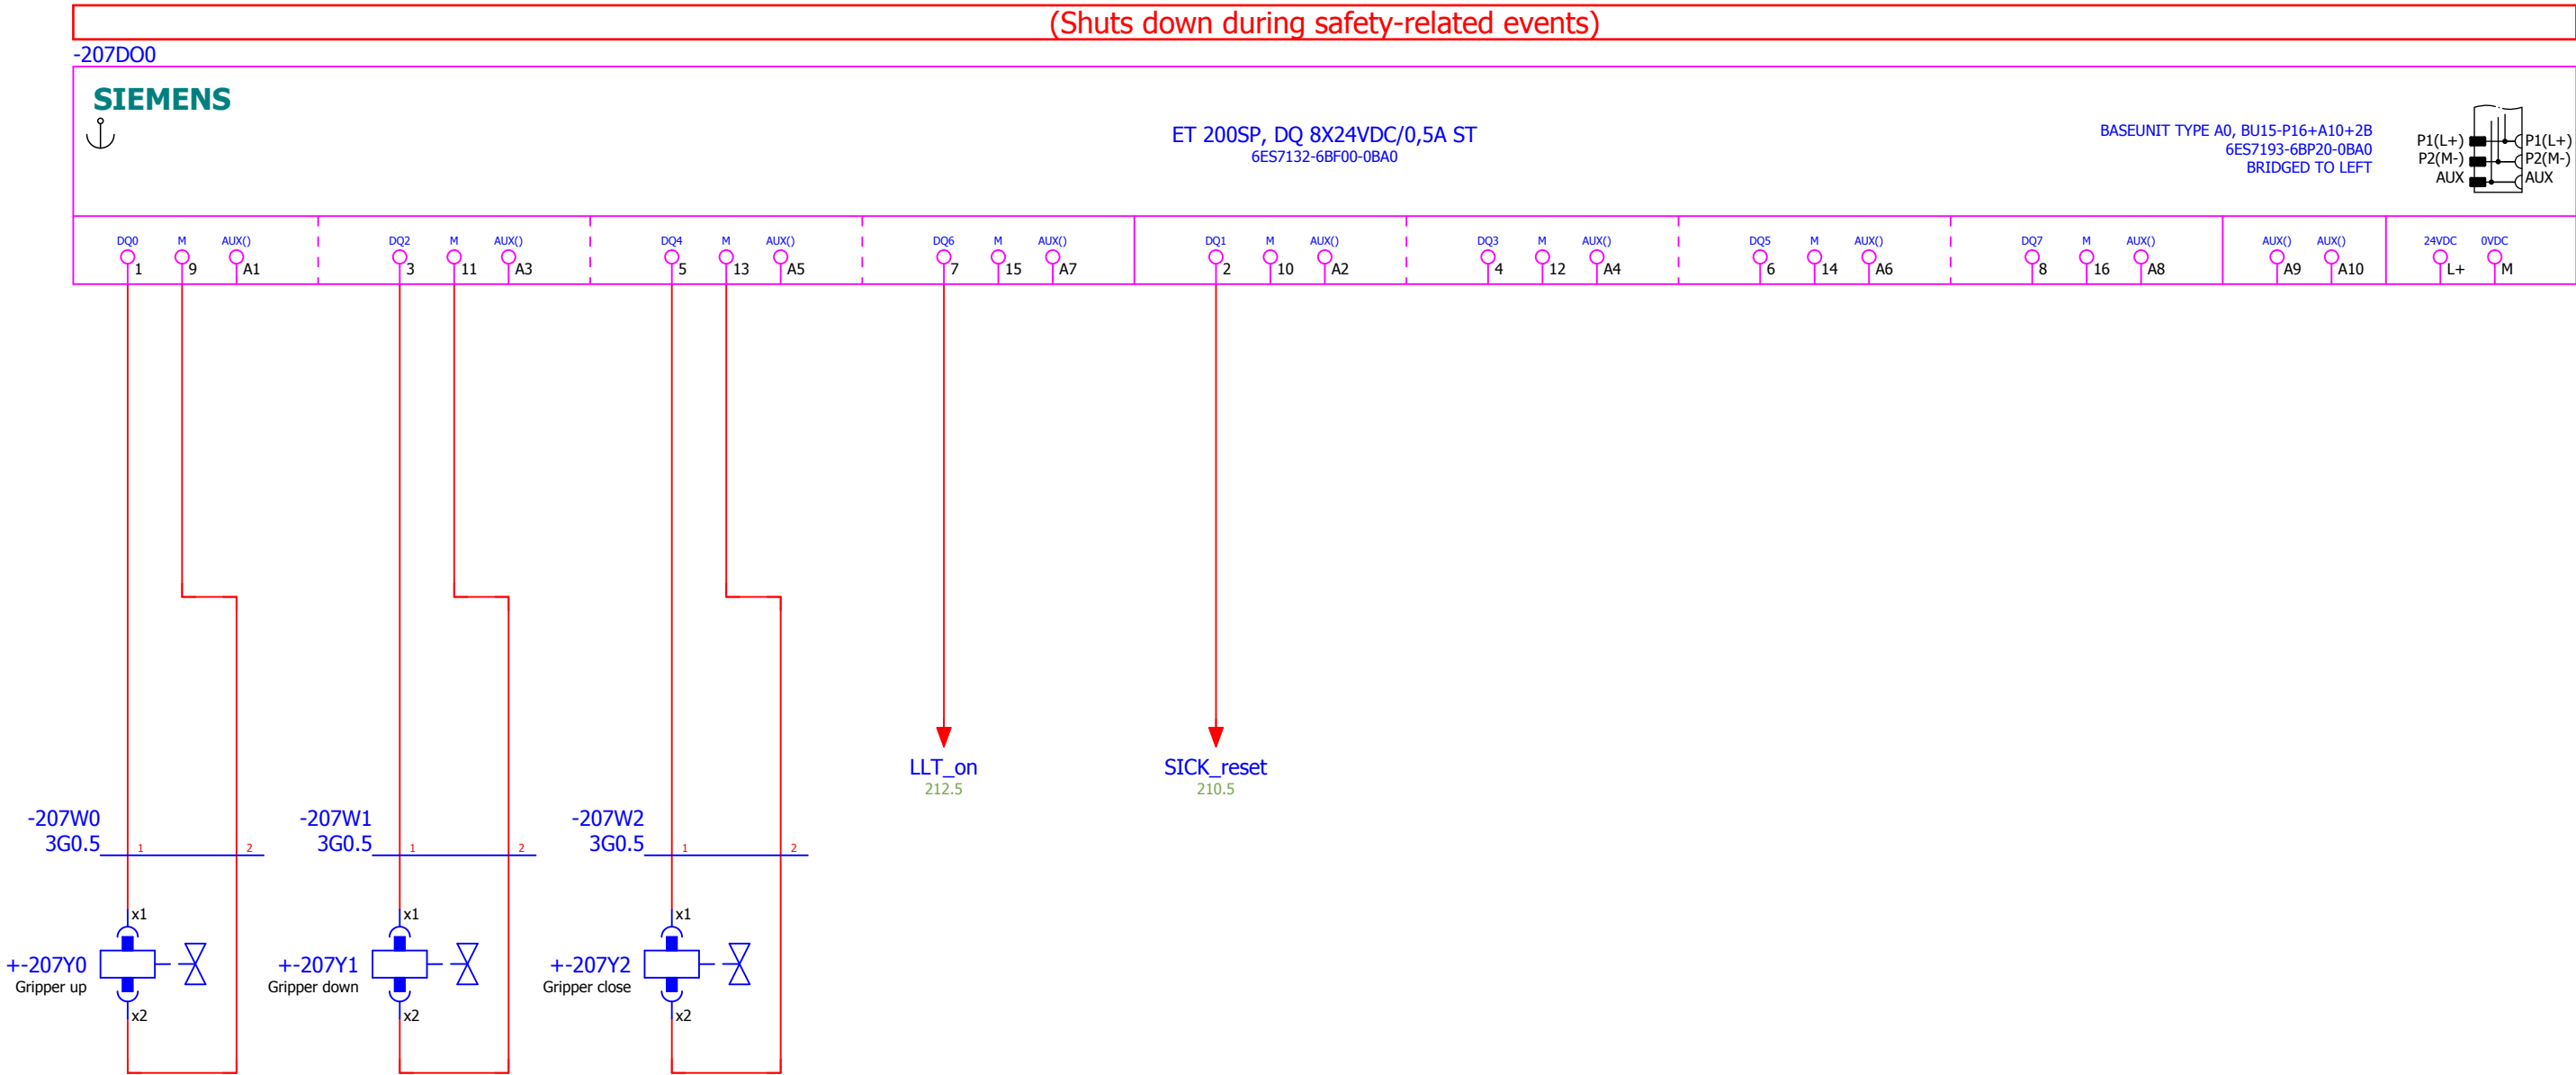 (Shuts down during safety-related events)
-207DO0
SIEMENS
ET 200SP, DQ 8X24VDC/0,5A ST
6ES7132-6BF00-0BA0
BASEUNIT TYPE A0, BU15-P16+A10+2B
6ES7193-6BP20-0BA0
BRIDGED TO LEFT
P1(L+) P1(L+)
P2(M-) P2(M-)
AUX AUX
DQ0 M AUX() DQ2 M AUX() DQ4 M AUX() DQ6 M AUX() DQ1 M AUX() DQ3 M AUX() DQ5 M AUX() DQ7 M AUX() AUX() AUX() 24VDC 0VDC
1 9 A1 3 11 A3 5 13 A5 7 15 A7 2 10 A2 4 12 A4 6 14 A6 8 16 A8 A9 A10 L+ M
LLT_on SICK_reset
212.5 210.5
-207W0 -207W1 -207W2
3G0.5 1 2 3G0.5 1 2 3G0.5 1 2
x1 x1 x1
+-207Y0 +-207Y1 +-207Y2
Gripper up Gripper down Gripper close
x2 x2 x2